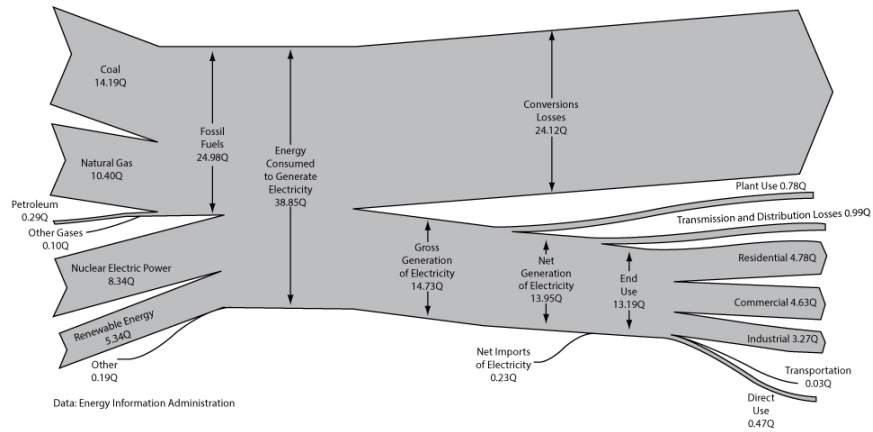 Coal
14.19Q
Natural Gas
10.40Q
Petroleum
0.29Q
Other Gases
0.10Q
Nuclear Electric Power
8.34Q
Renewable Energy
5.34Q
Other
0.19Q
Fossil
Fuels
24.98Q
Energy
Consumed
to Generate
Electricity
38.85Q
Conversions
Losses
24.12Q
Gross
Generation
of Electricity
14.73Q
Net
Generation
of Electricity
13.95Q
Net Imports
of Electricity
0.23Q
End
Use
13.19Q
Plant Use 0.78Q
Transmission and Distribution Losses 0.99Q
Residential 4.78Q
Commercial 4.63Q
Industrial 3.27Q
Transportation
0.03Q
Direct
Use
0.47Q
Data: Energy Information Administration